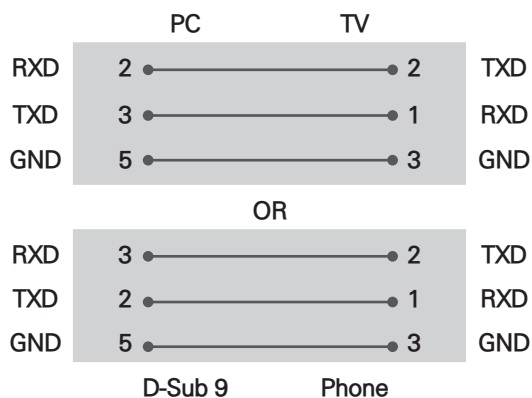 PC TV
RXD 2 2 TXD
TXD 3 1 RXD
GND 5 3 GND
OR
RXD 3 2 TXD
TXD 2 1 RXD
GND 5 3 GND
D-Sub 9 Phone